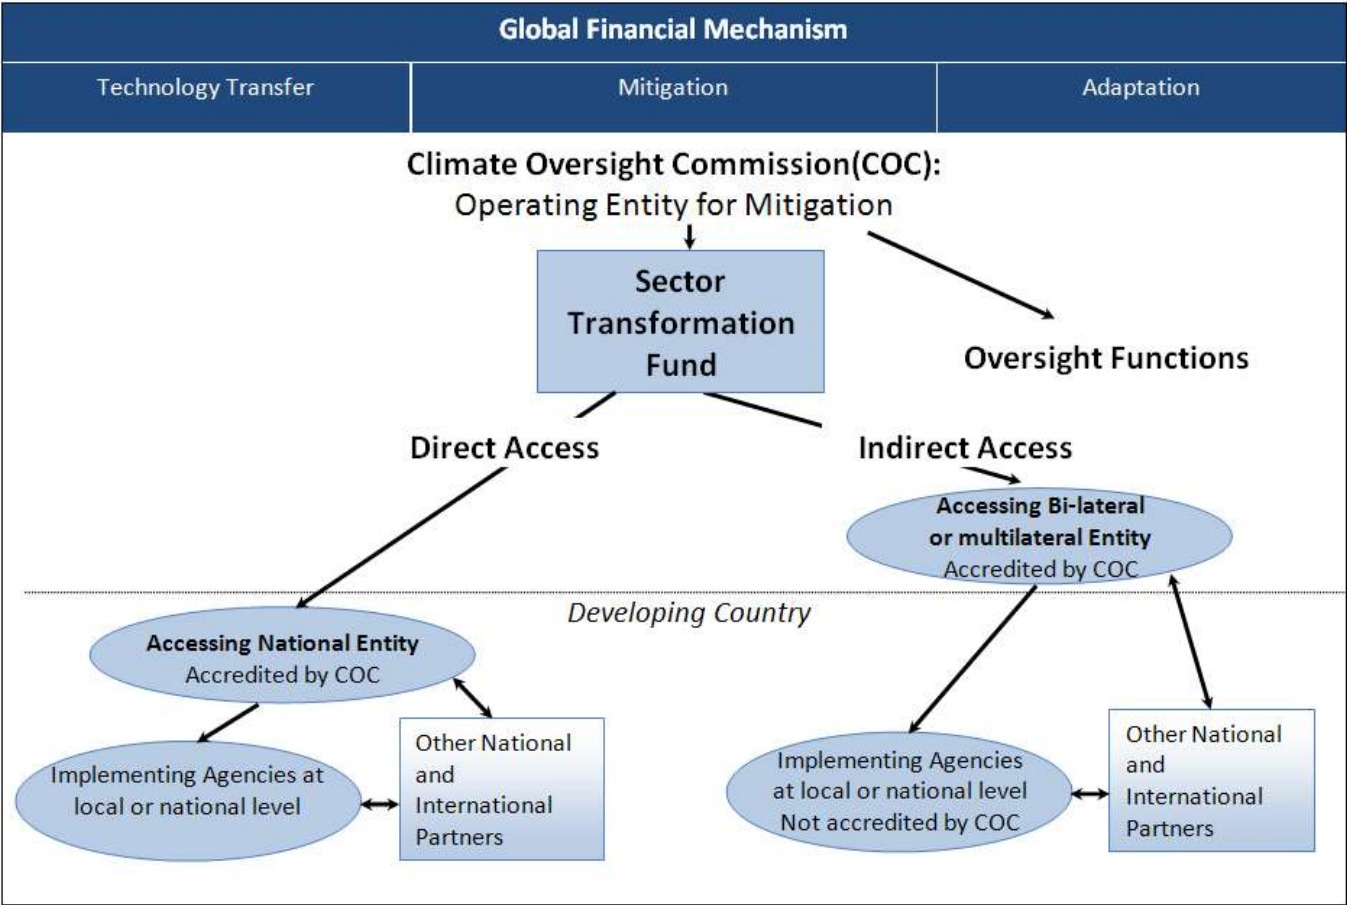 Global Financial Mechanism
Technology Transfer
Mitigation
Adaptation
Climate Oversight Commission(COC):
Operating Entity for Mitigation
Sector
Transformation
Fund
Oversight Functions
Direct Access
Indirect Access
Accessing Bi-lateral
or multilateral Entity
Accredited by COC
Developing Country
Accessing National Entity
Accredited by COC
Implementing Agencies at
local or national level
Other National
and
International
Partners
Implementing Agencies
at local or national level
Not accredited by COC
Other National
and
International
Partners